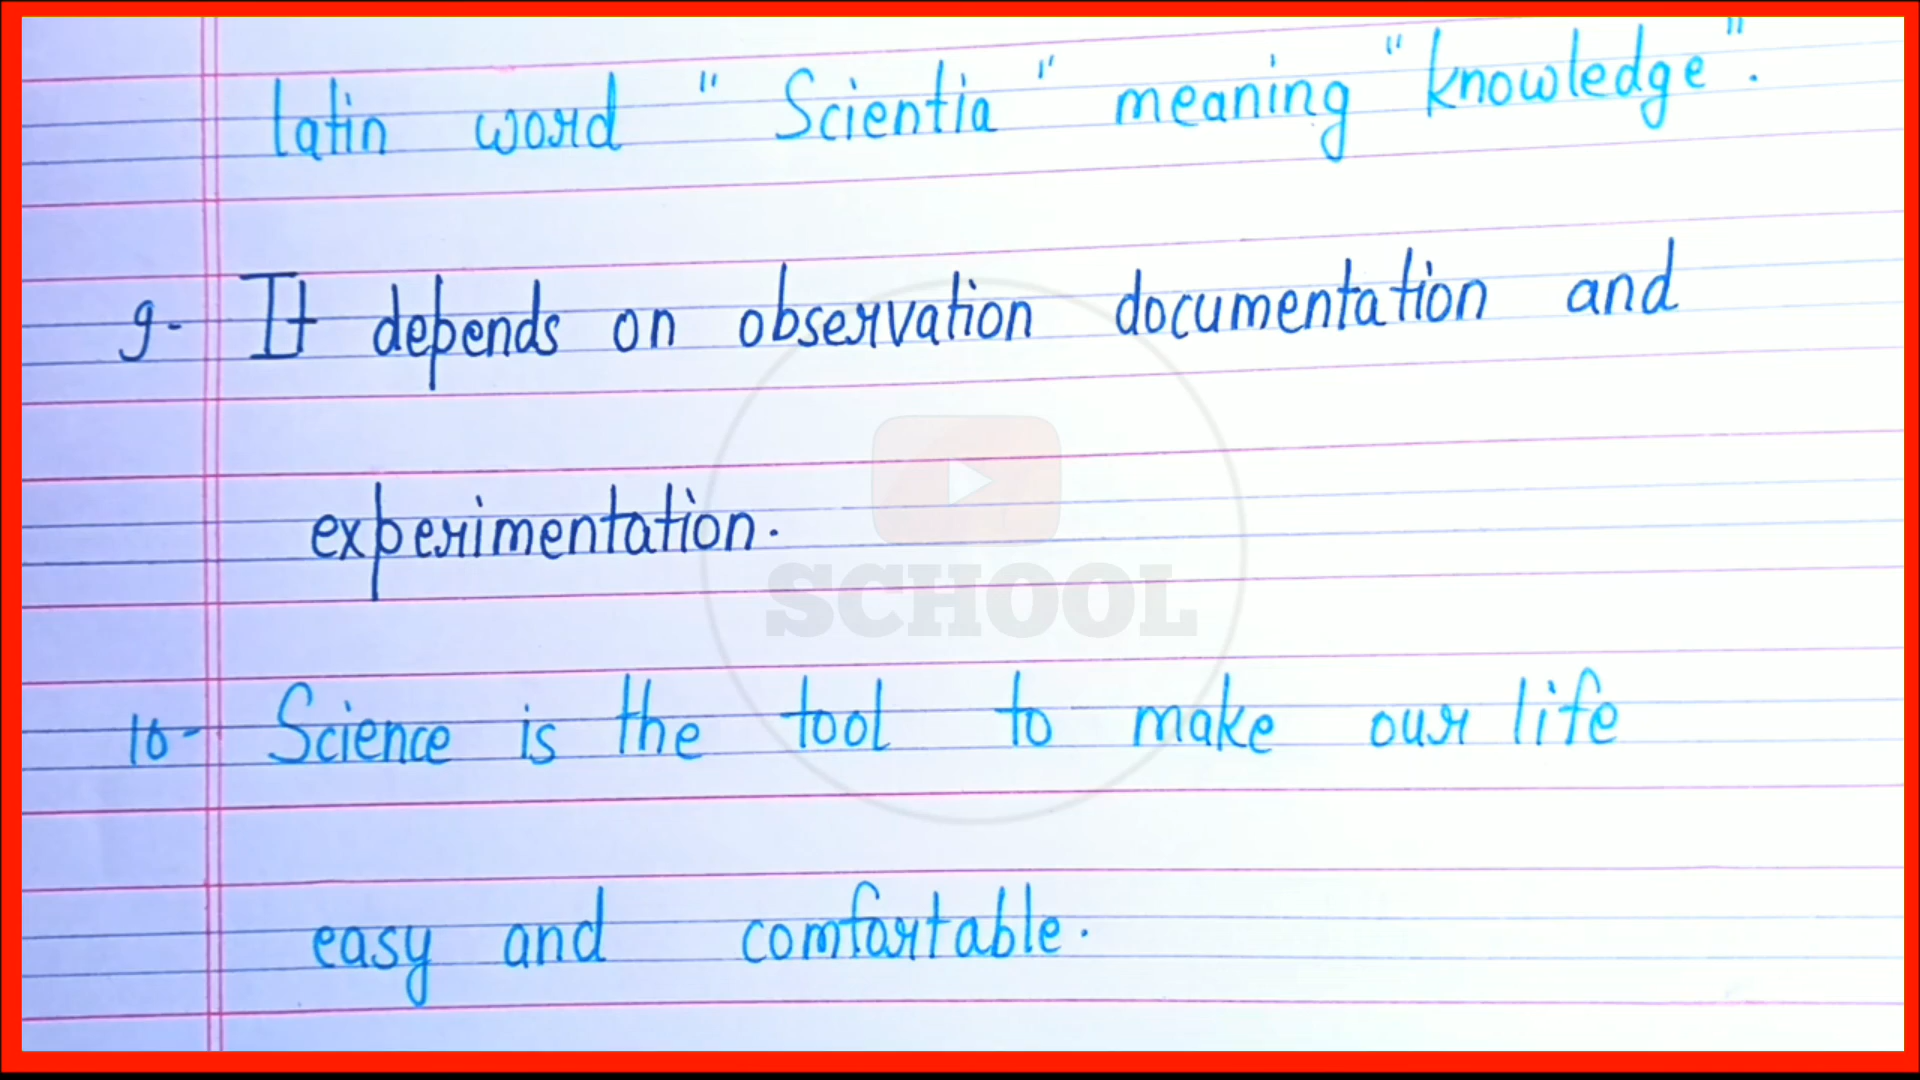 latin word " Scientia " meaning "knowledge".
9- It depends on observation documentation and
experimentation.
SCHOOL
10- Science is the tool to make our life
easy and comfortable.